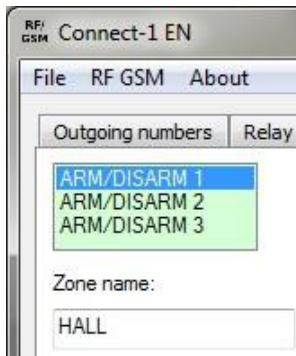 RF/ GSM Connect-1 EN
File RF GSM About
Outgoing numbers Relay
ARM/DISARM 1
ARM/DISARM 2
ARM/DISARM 3
Zone name:
HALL